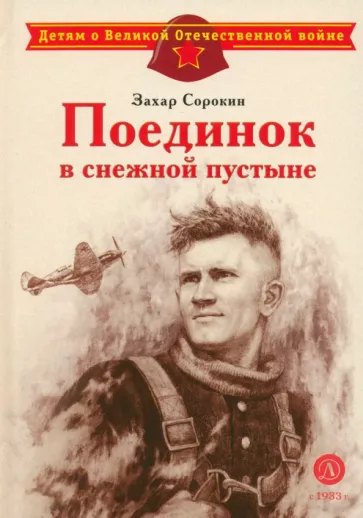 Детям о Великой Отечественной войне
Захар Сорокин
Поединок
в снежной пустыне
с 1933 г.